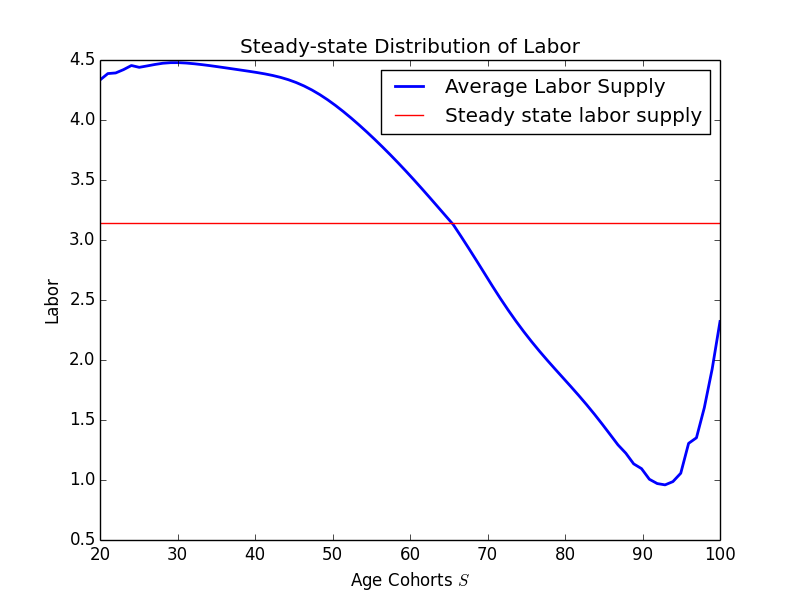 Steady-state Distribution of Labor
Average Labor Supply
Steady state labor supply
4.5
4.0
3.5
3.0
2.5
2.0
1.5
1.0
0.5
Labor
20 30 40 50 60 70 80 90 100
Age Cohorts S